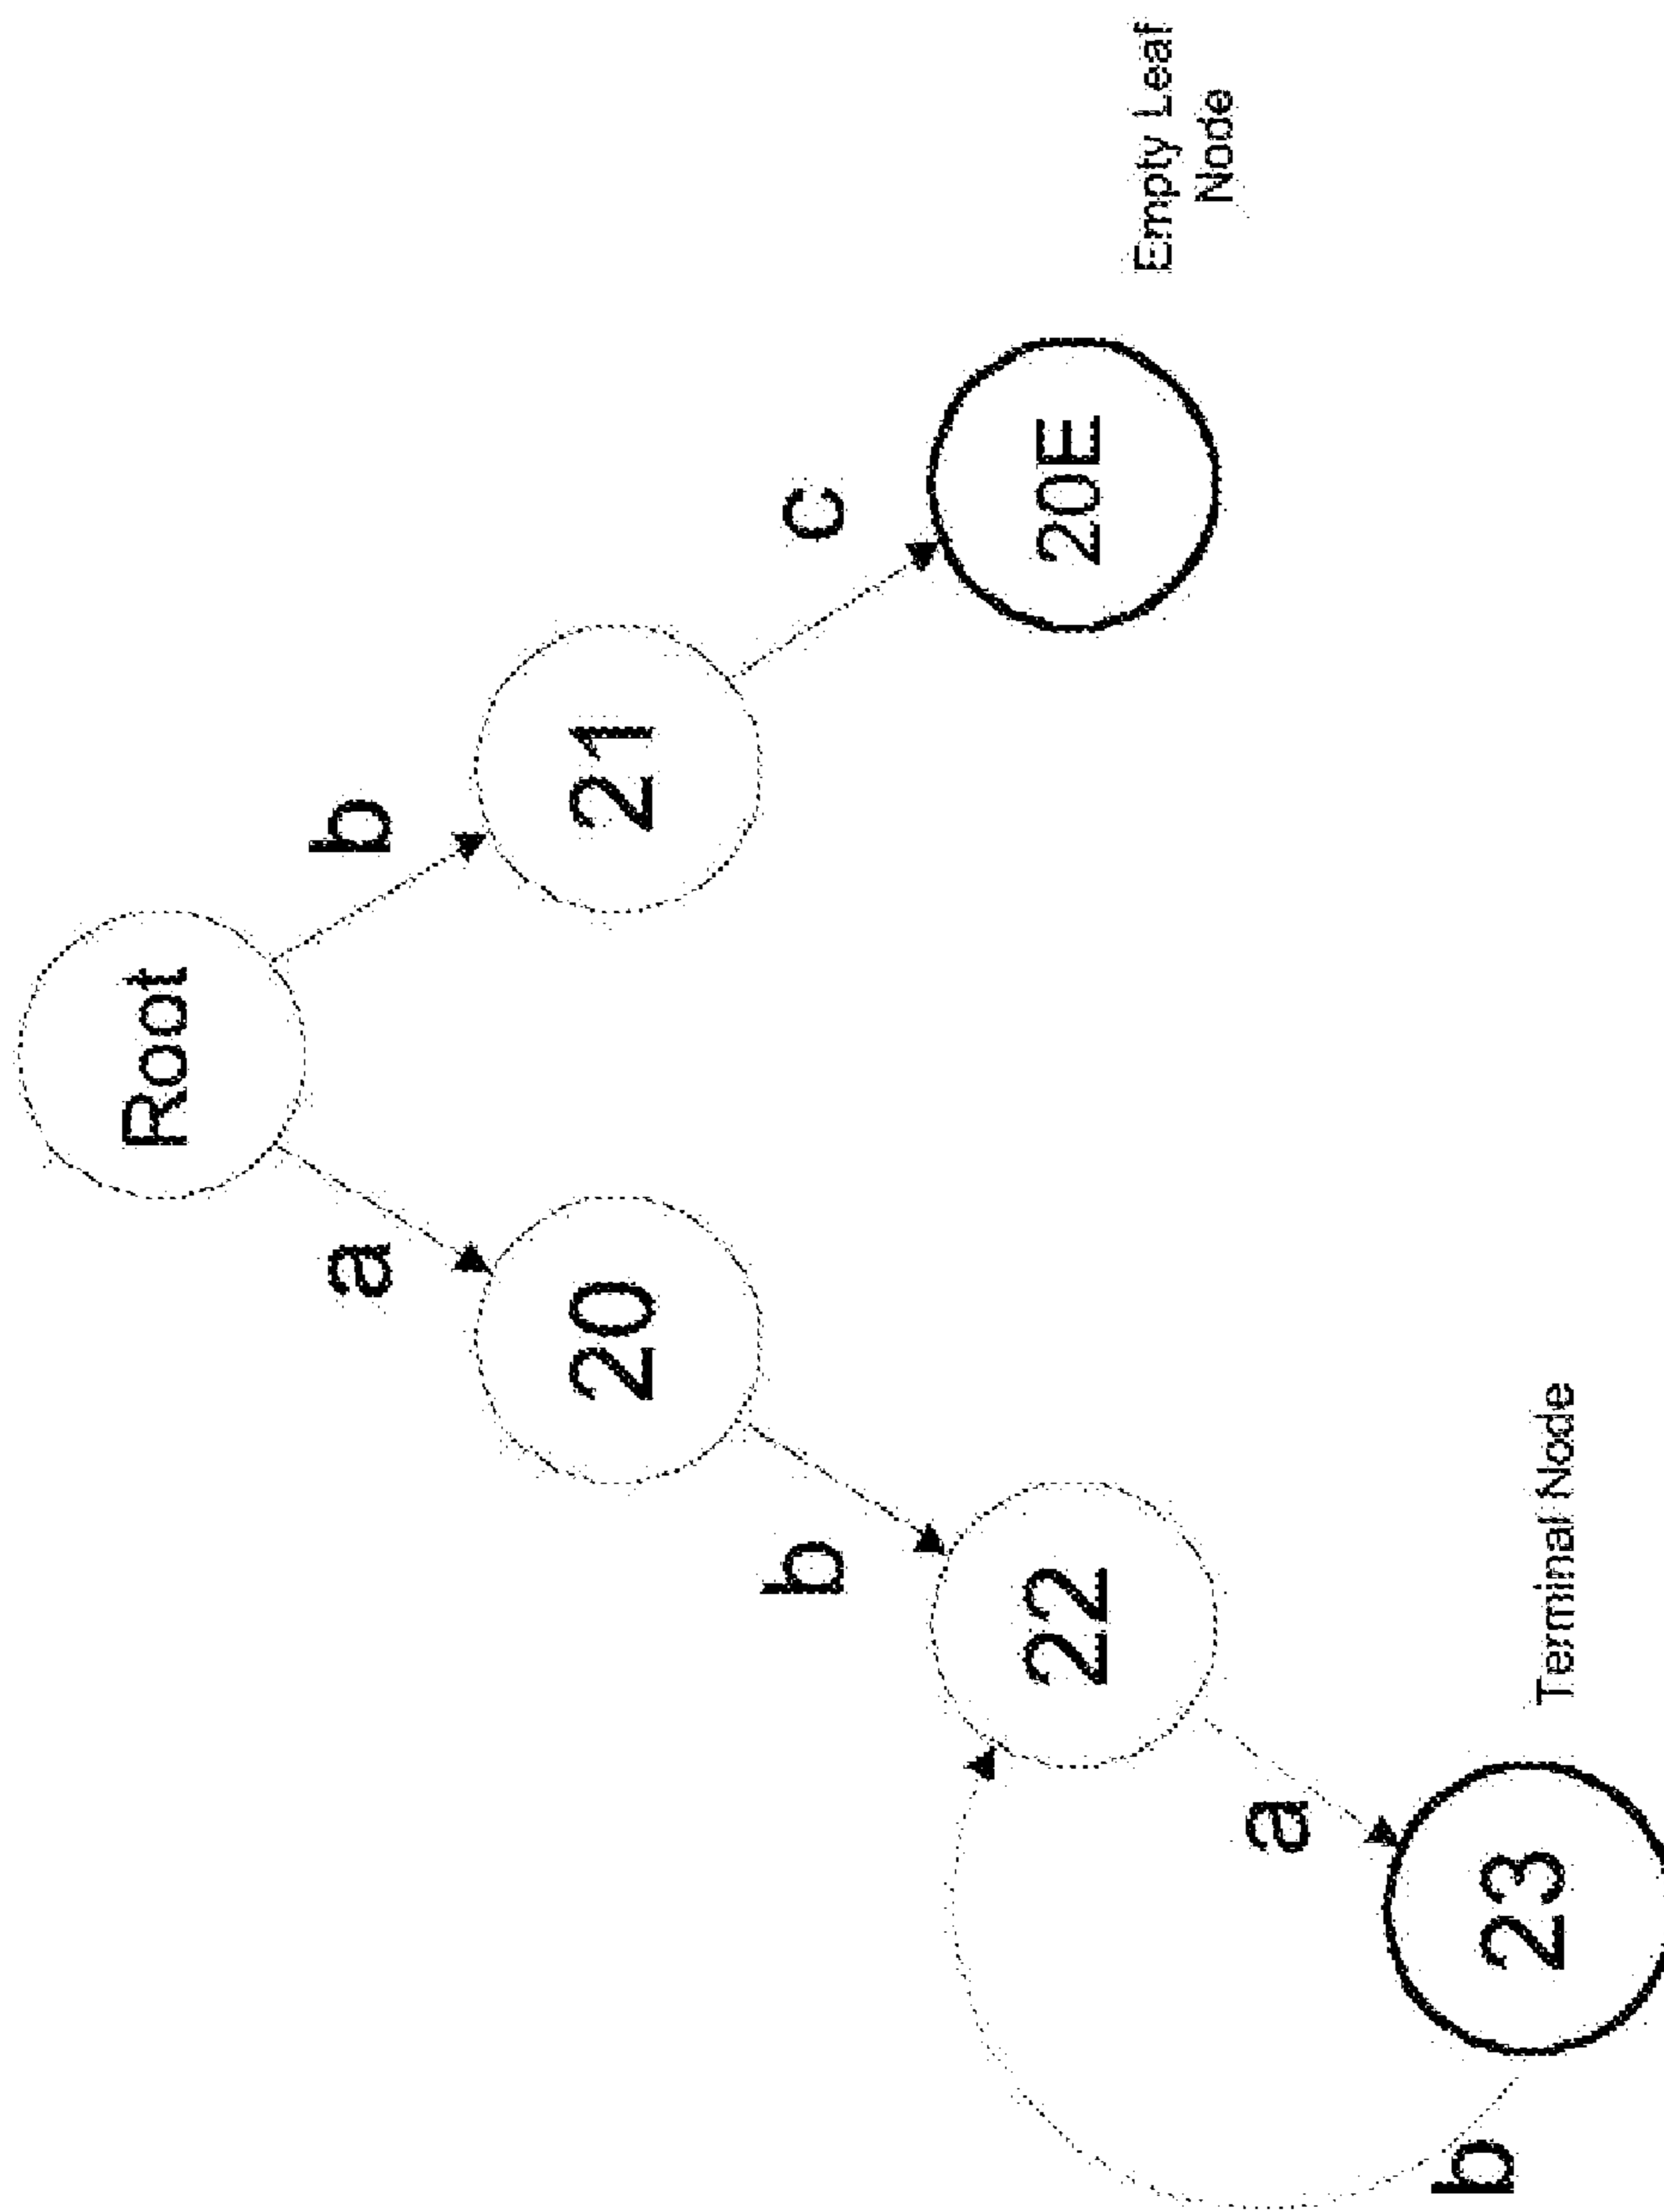 Root
a
b
20
21
b
c
22
20E
Empty Leaf
Node
a
23
Terminal Node
b